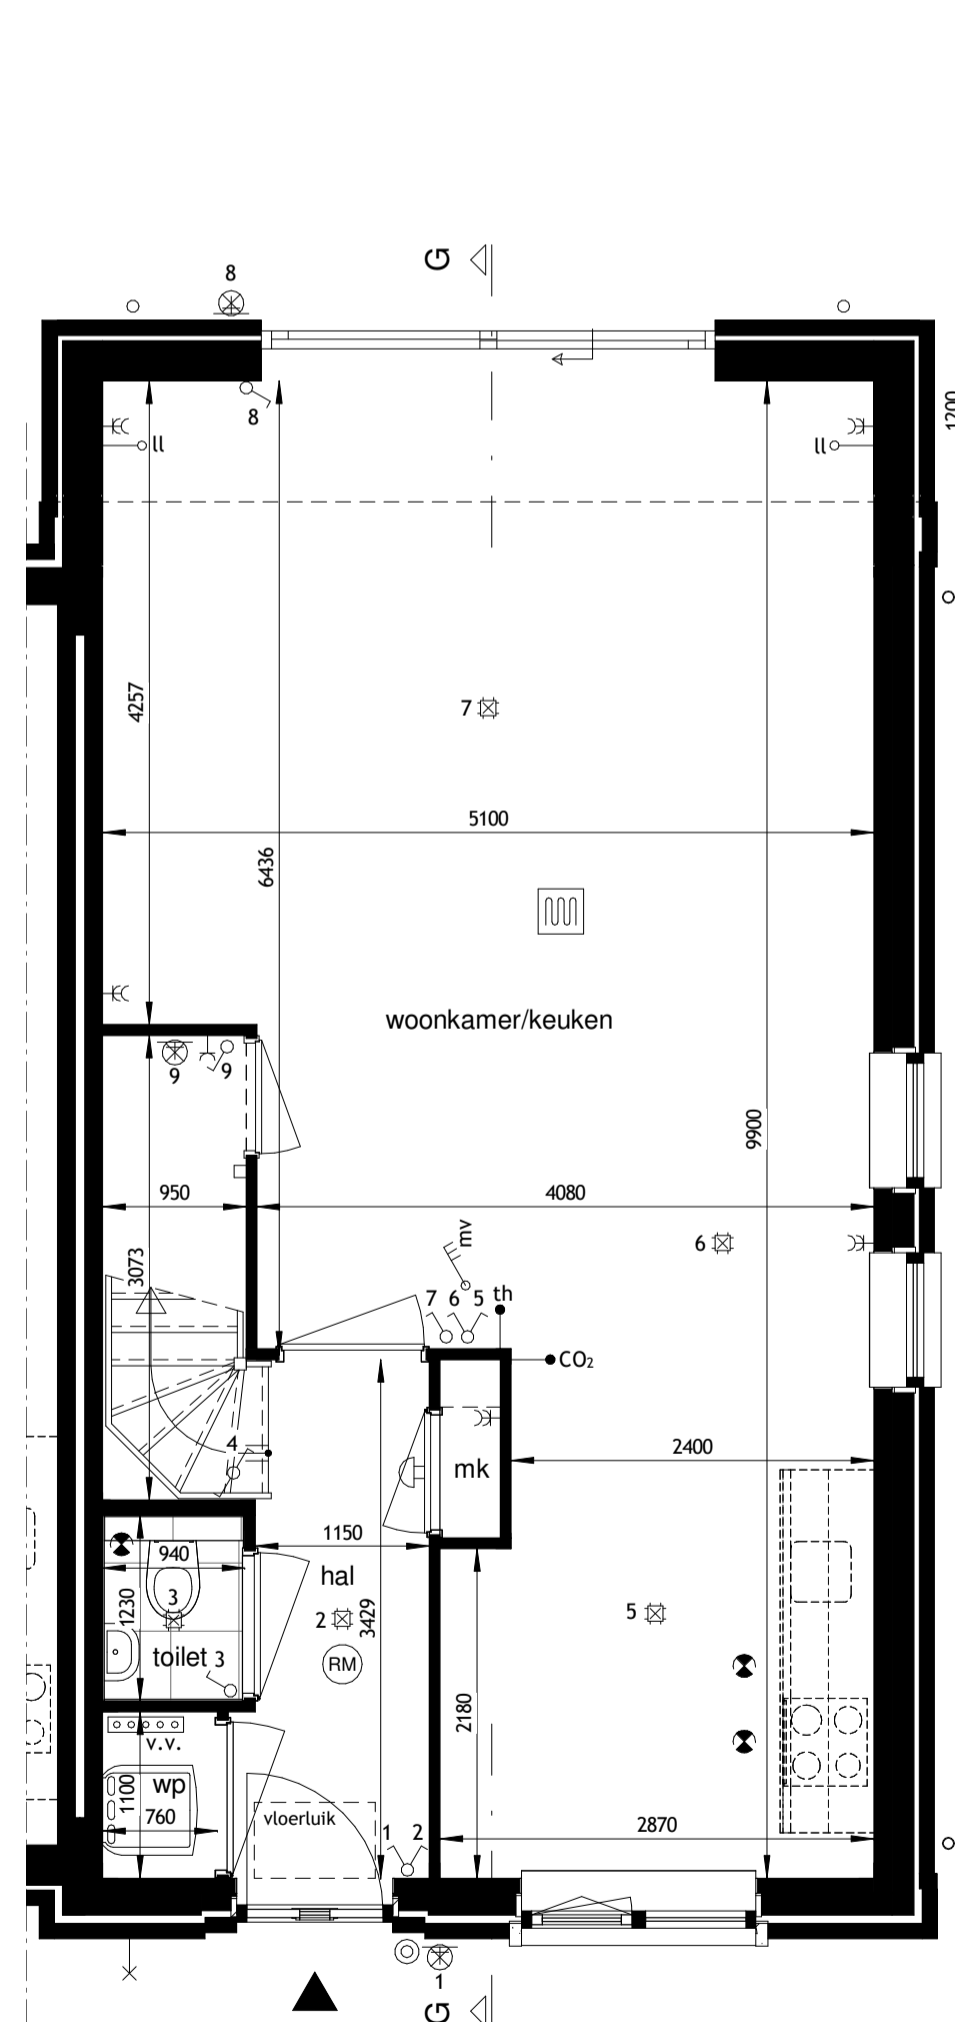 G
8
8
1200
ll
ll
4257
7
5100
6436
woonkamer/keuken
9
9
9900
950
4080
mv
6
3073
7 6 5 th
CO₂
4
2400
mk
1150
940
hal
3
1230
2
3429
5
toilet 3
RM
2180
v.v.
wp
1100
760
vloerluik
1 2
2870
1
G